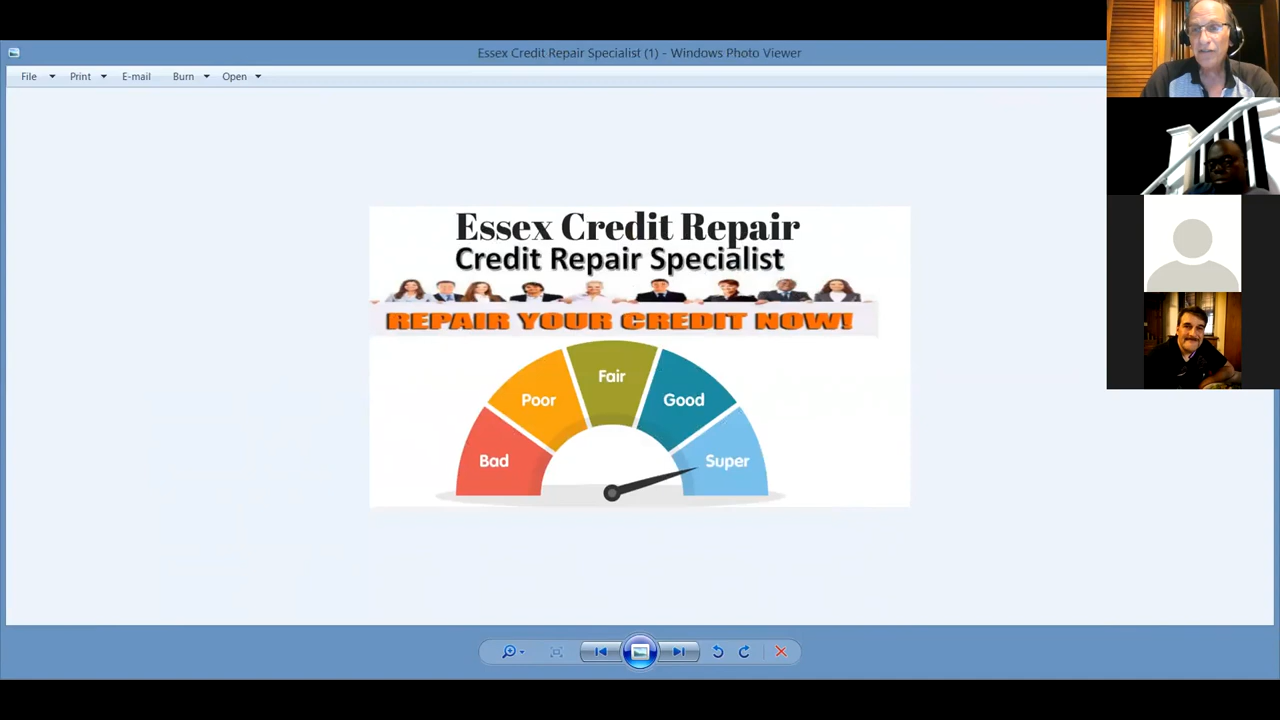 Essex Credit Repair Specialist (1) - Windows Photo Viewer
File Print E-mail Burn Open
Essex Credit Repair
Credit Repair Specialist
REPAIR YOUR CREDIT NOW!
Bad
Poor
Fair
Good
Super